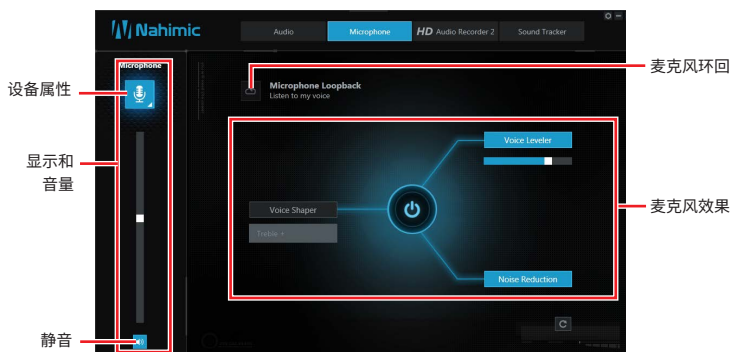 Nahimic
Audio
Microphone
HD Audio Recorder 2
Sound Tracker
Microphone
设备属性
Microphone Loopback
Listen to my voice
麦克风环回
显示和
音量
Voice Leveler
Voice Shaper
Treble +
麦克风效果
Noise Reduction
静音